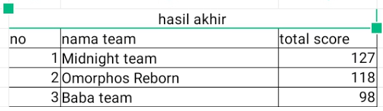 hasil akhir
no nama team total score
1 Midnight team 127
2 Omorphos Reborn 118
3 Baba team 98